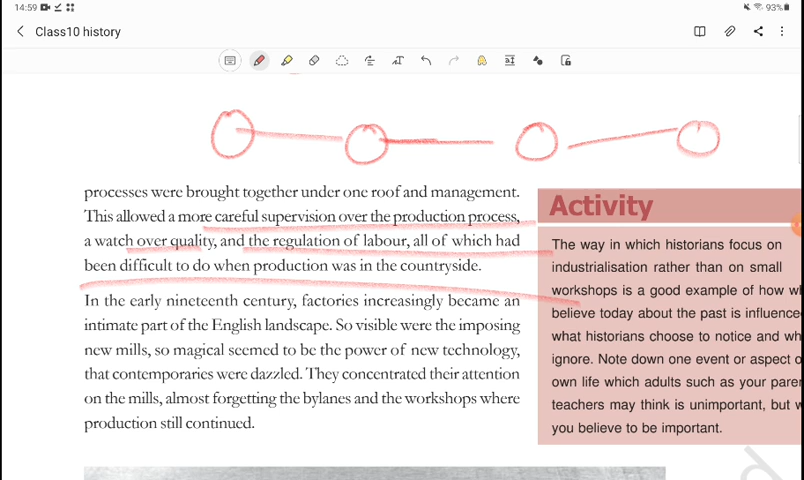 14:59
93%
Class10 history
processes were brought together under one roof and management.
This allowed a more careful supervision over the production process,
a watch over quality, and the regulation of labour, all of which had
been difficult to do when production was in the countryside.
In the early nineteenth century, factories increasingly became an
intimate part of the English landscape. So visible were the imposing
new mills, so magical seemed to be the power of new technology,
that contemporaries were dazzled. They concentrated their attention
on the mills, almost forgetting the bylanes and the workshops where
production still continued.
Activity
The way in which historians focus on
industrialisation rather than on small
workshops is a good example of how
believe today about the past is
what historians choose to notice and
ignore. Note down one event or aspect
own life which adults such as your
teachers may think is unimportant, but
you believe to be important.